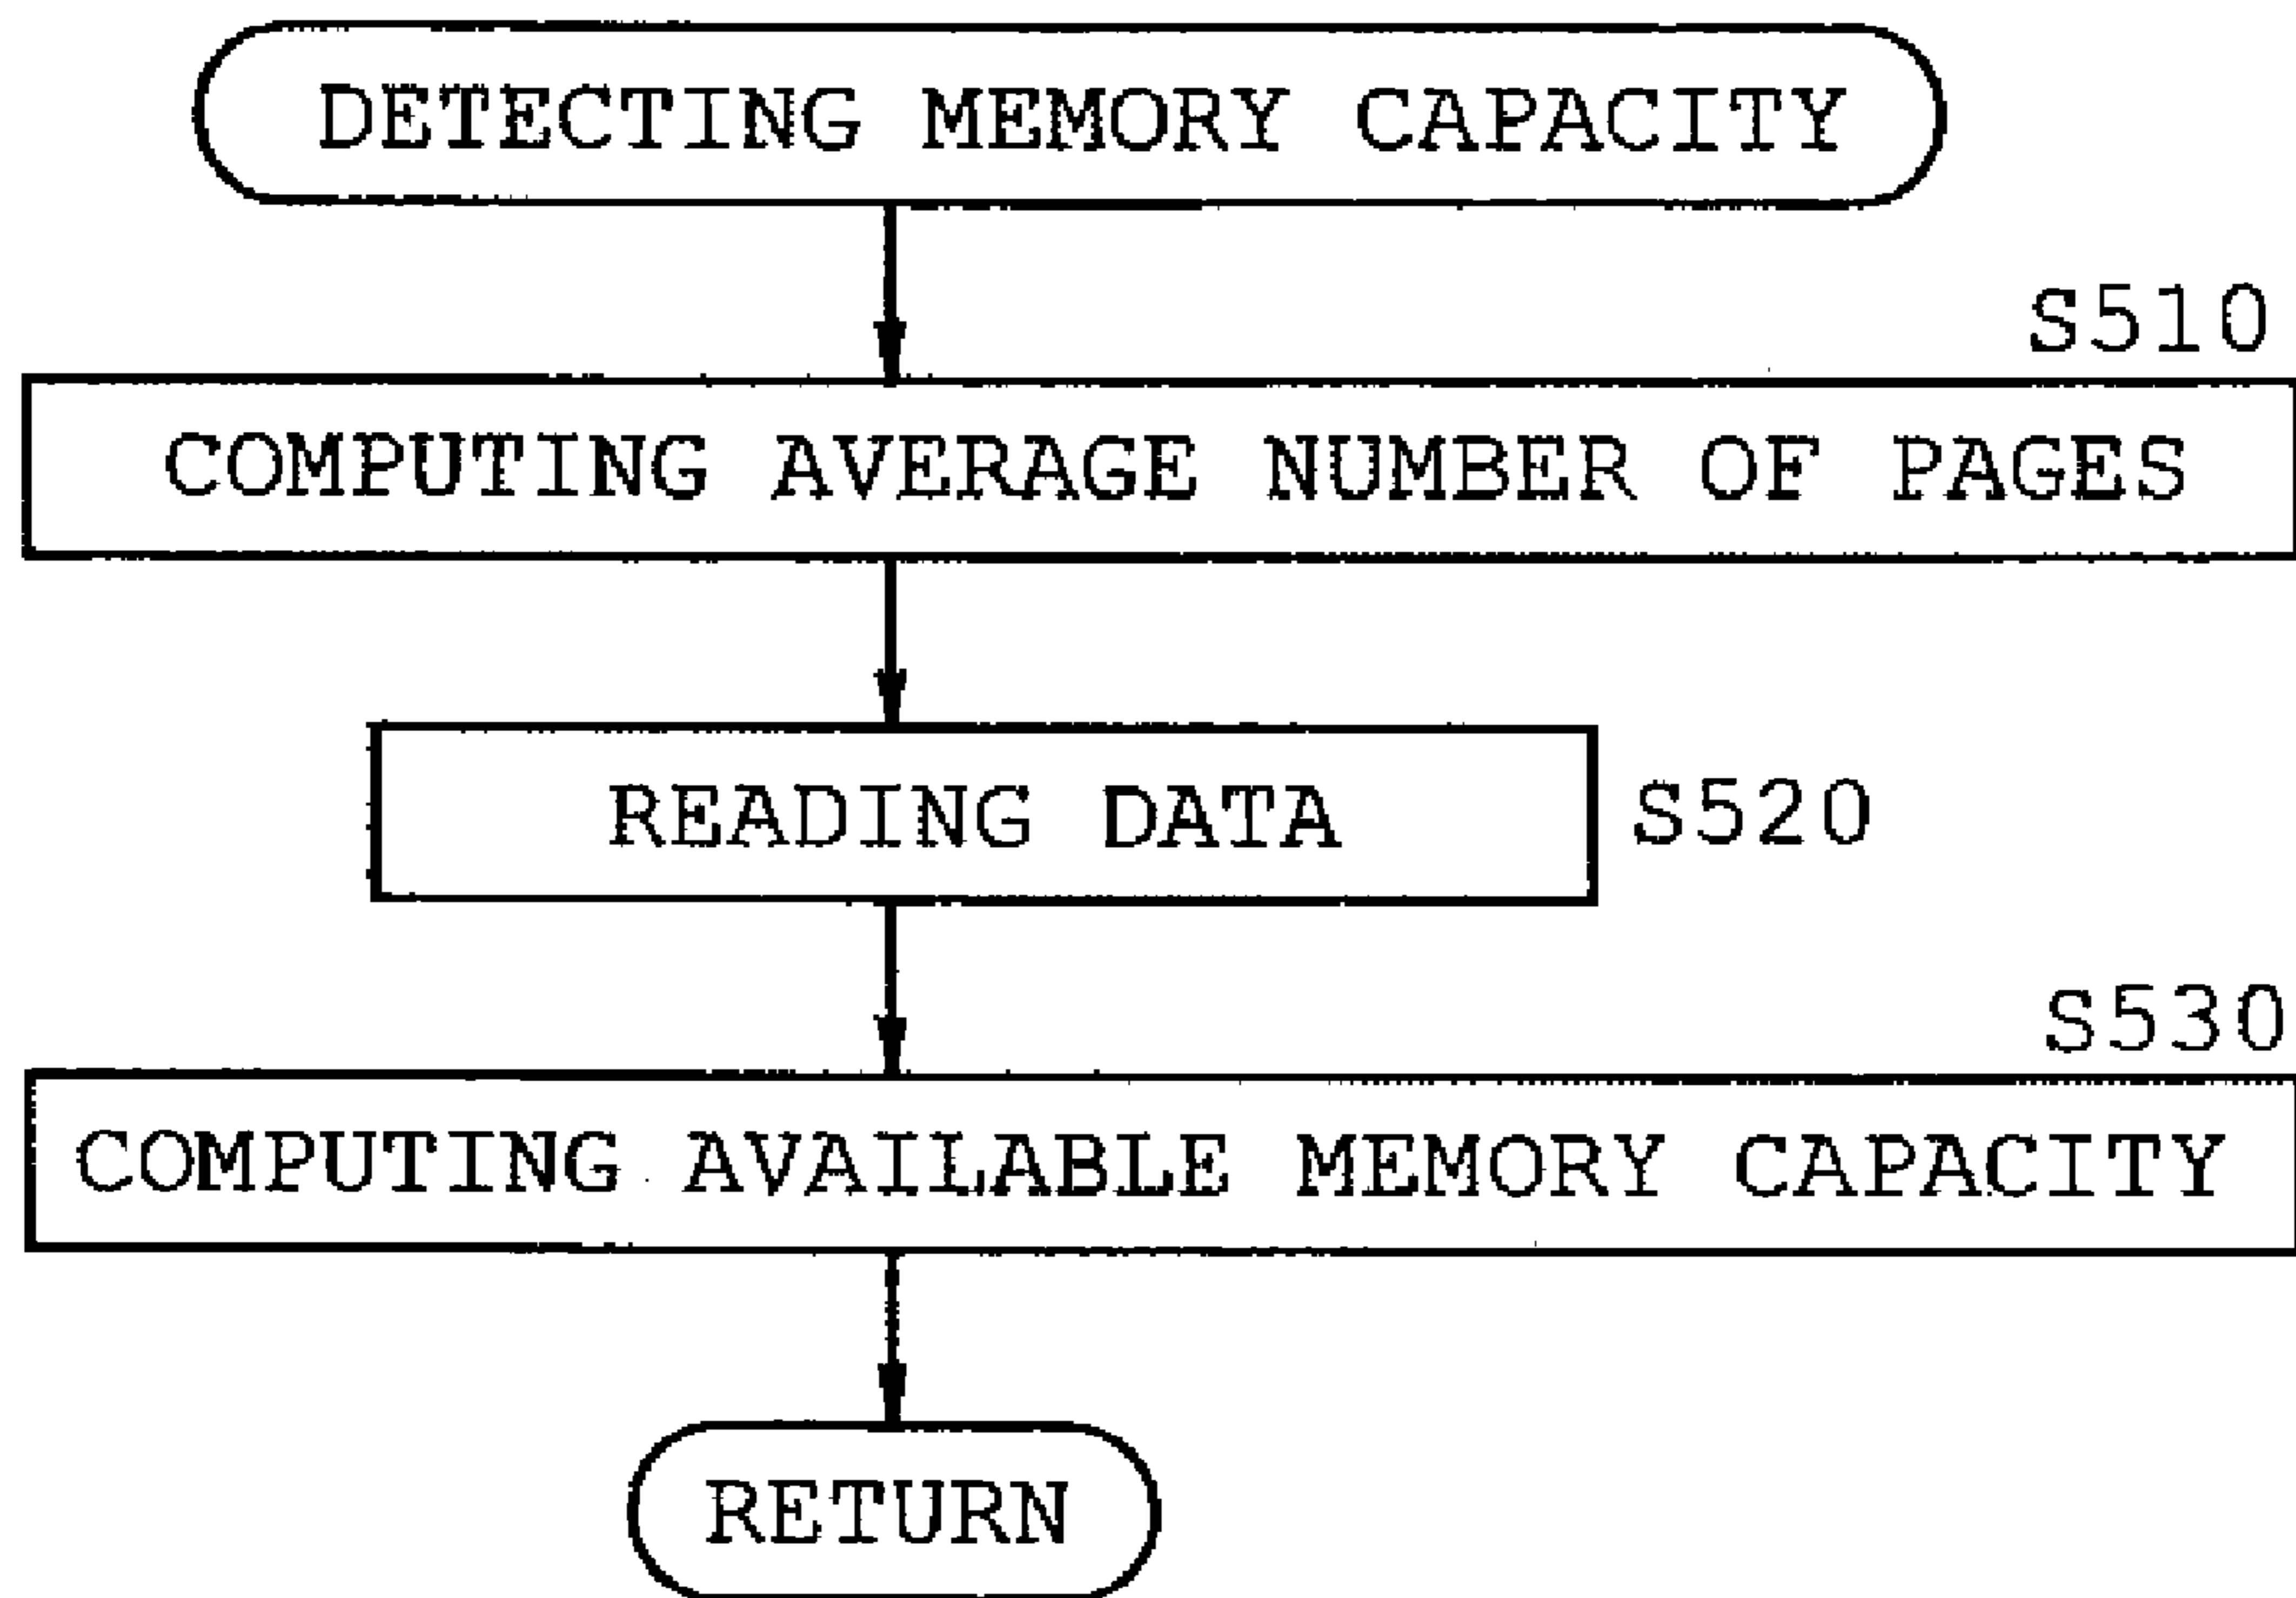 DETECTING MEMORY CAPACITY
S510
COMPUTING AVERAGE NUMBER OF PAGES
READING DATA S520
S530
COMPUTING AVAILABLE MEMORY CAPACITY
RETURN